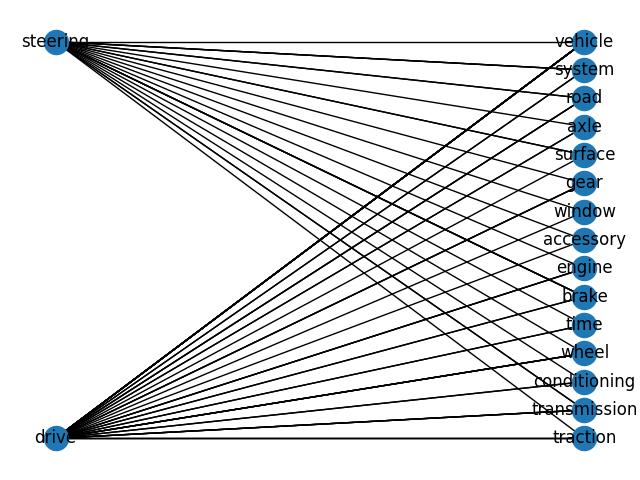 steering
drive
vehicle
system
road
axle
surface
gear
window
accessory
engine
brake
time
wheel
conditioning
transmission
traction